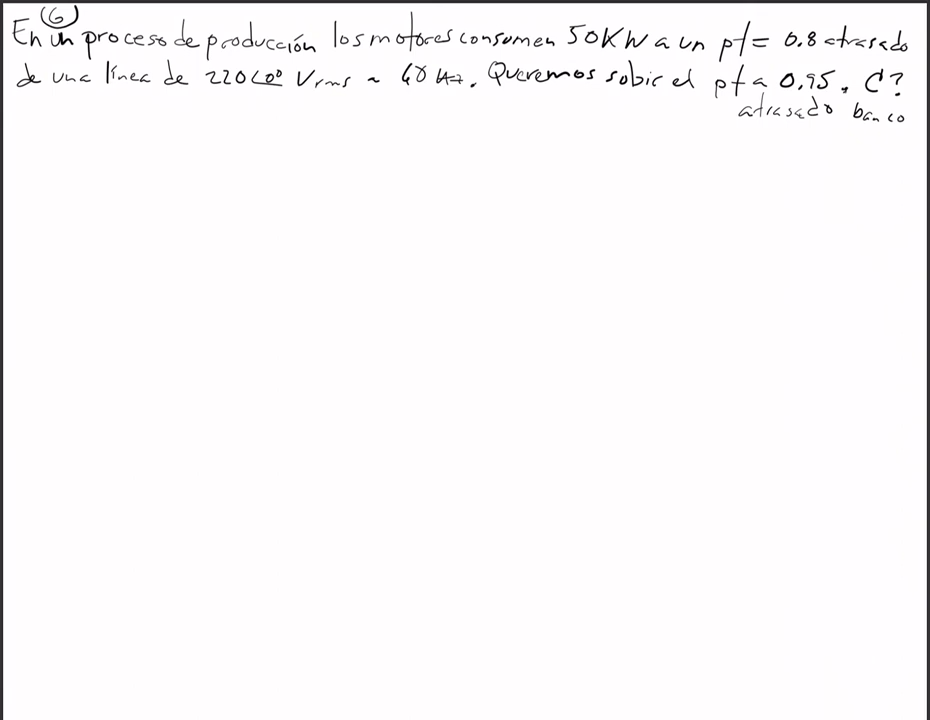 6
En un proceso de producción los motores consumen 50KW a un pf= 0.8 atrasado
de una línea de 220∠0° Vrms a 60 Hz. Queremos subir el pf a 0.95. C?
atrasado banco